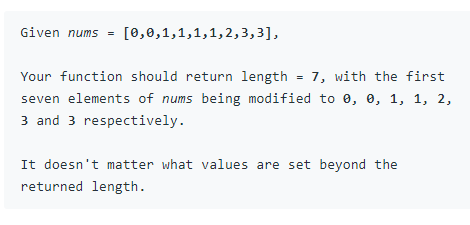 Given nums = [0,0,1,1,1,1,2,3,3],
Your function should return length = 7, with the first
seven elements of nums being modified to 0, 0, 1, 1, 2,
3 and 3 respectively.
It doesn't matter what values are set beyond the
returned length.